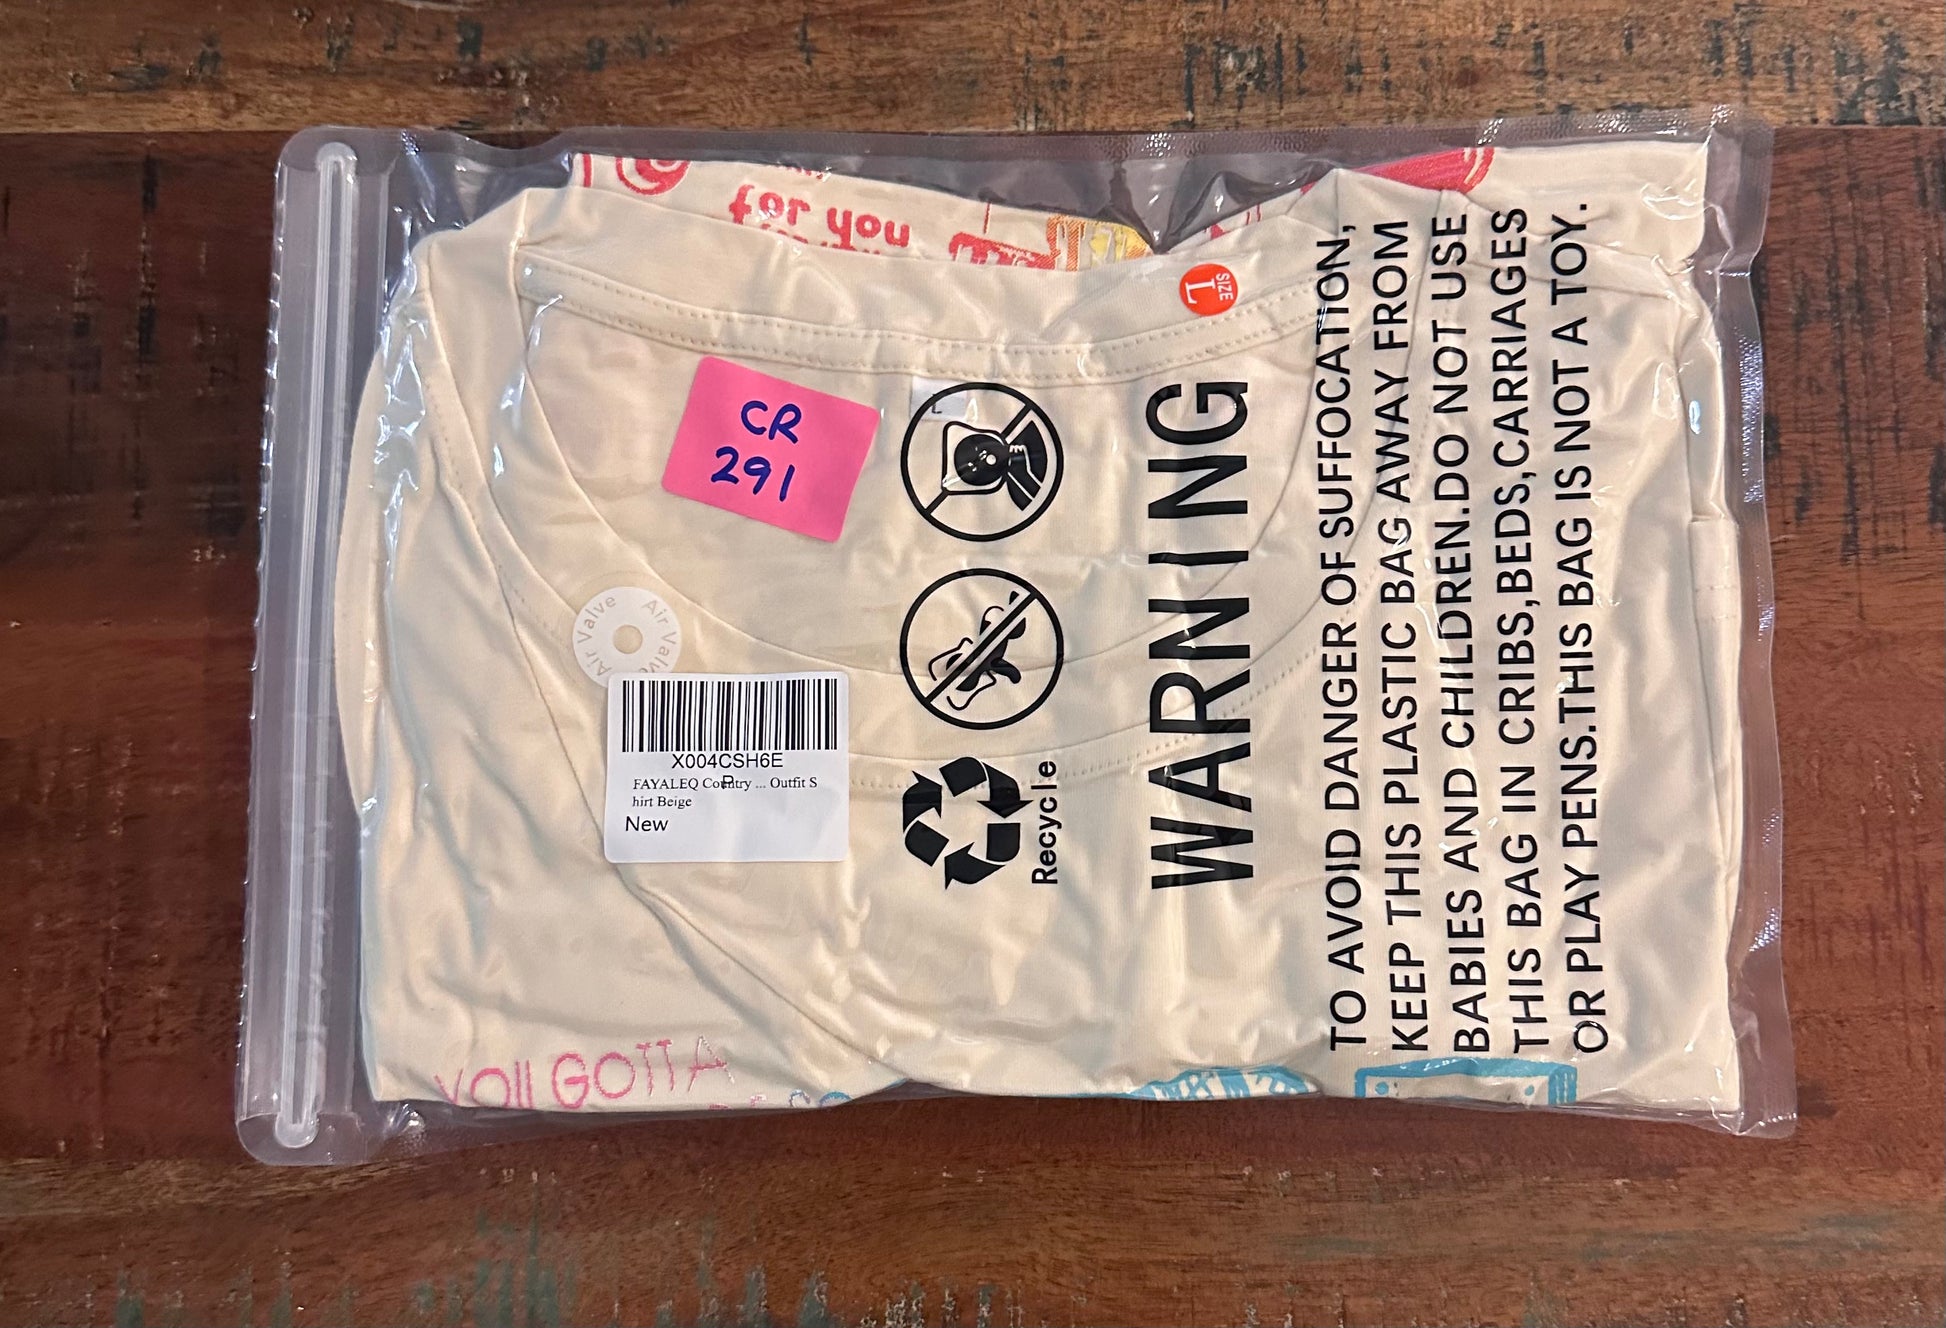 for you
SIZE
L
CR
291
L
Air Valve
Air Valve
X004CSH6E
R
FAYALEQ Country ... Outfit S
hirt Beige
New
Recycle
WARNING
TO AVOID DANGER OF SUFFOCATION,
KEEP THIS PLASTIC BAG AWAY FROM
BABIES AND CHILDREN.DO NOT USE
THIS BAG IN CRIBS,BEDS,CARRIAGES
OR PLAY PENS.THIS BAG IS NOT A TOY.
YOU GOTTA